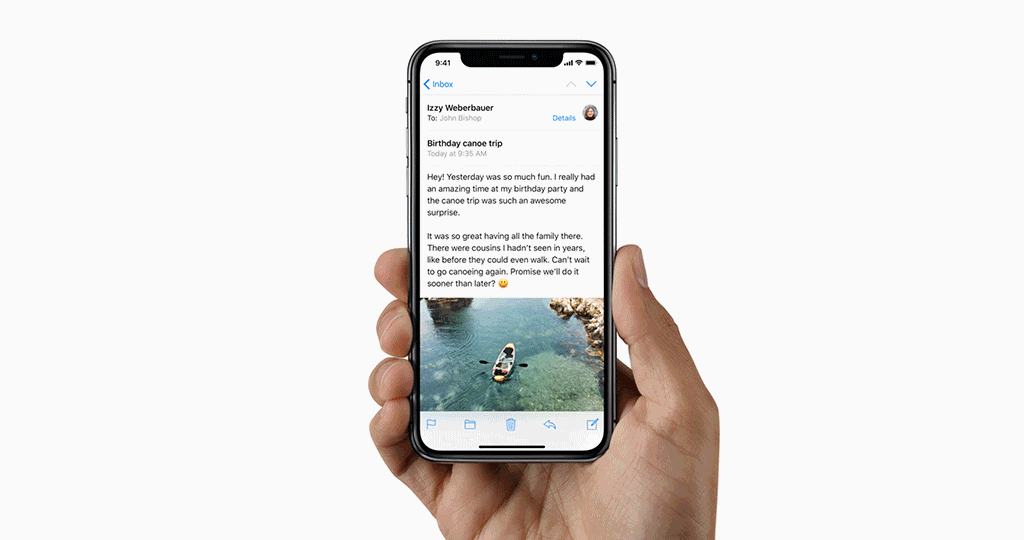 9:41
Inbox
Izzy Weberbauer
To: John Bishop
Details
Birthday canoe trip
Today at 9:35 AM
Hey! Yesterday was so much fun. I really had
an amazing time at my birthday party and
the canoe trip was such an awesome
surprise.
It was so great having all the family there.
There were cousins I hadn't seen in years,
like before they could even walk. Can't wait
to go canoeing again. Promise we'll do it
sooner than later? 😀